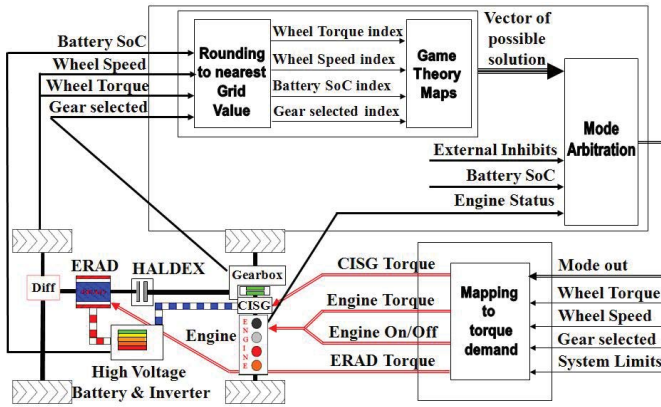 Battery SoC
Wheel Speed
Wheel Torque
Gear selected
Rounding
to nearest
Grid
Value
Wheel Torque index
Wheel Speed index
Battery SoC index
Gear selected index
Game
Theory
Maps
Vector of
possible
solution
Mode
Arbitration
External Inhibits
Battery SoC
Engine Status
ERAD
HALDEX
Gearbox
Diff
CISG
Engine
ENGINE
High Voltage
Battery & Inverter
CISG Torque
Engine Torque
Engine On/Off
ERAD Torque
Mapping
to
torque
demand
Mode out
Wheel Torque
Wheel Speed
Gear selected
System Limits